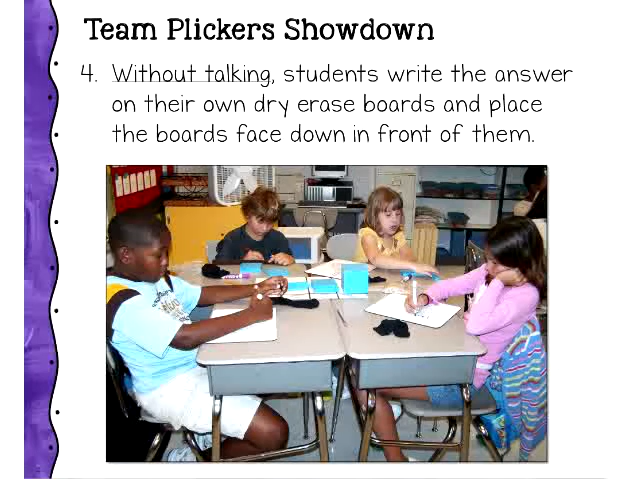 Team Plickers Showdown
4. Without talking, students write the answer
on their own dry erase boards and place
the boards face down in front of them.